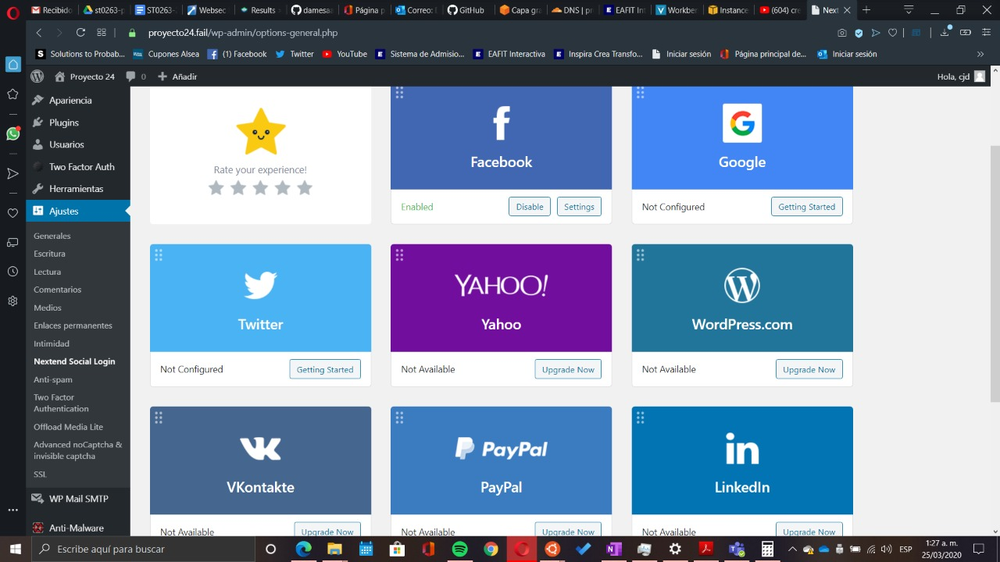 Recibido
st0263-
ST0263-
Websec
Results
damesaa
Página p
Correo: E
GitHub
Capa gra
DNS | pr
EAFIT Int
Workben
Instance
(604) cre
Next
proyecto24.fail/wp-admin/options-general.php
Solutions to Probab...
Cupones Alsea
(1) Facebook
Twitter
YouTube
Sistema de Admisio...
EAFIT Interactiva
Inspira Crea Transfo...
Iniciar sesión
Página principal de...
Iniciar sesión
Proyecto 24
0
Añadir
Hola, cjd
Apariencia
Plugins
Usuarios
Two Factor Auth
Herramientas
Ajustes
Generales
Escritura
Lectura
Comentarios
Medios
Enlaces permanentes
Intimidad
Nextend Social Login
Anti-spam
Two Factor
Authentication
Offload Media Lite
Advanced noCaptcha &
invisible captcha
SSL
WP Mail SMTP
Anti-Malware
Rate your experience!
Facebook
Enabled
Disable
Settings
Google
Not Configured
Getting Started
Twitter
Not Configured
Getting Started
YAHOO!
Yahoo
Not Available
Upgrade Now
WordPress.com
Not Available
Upgrade Now
VKontakte
Not Available
Upgrade Now
PayPal
PayPal
Not Available
Upgrade Now
in
LinkedIn
Not Available
Upgrade Now
Escribe aquí para buscar
ESP
1:27 a. m.
25/03/2020